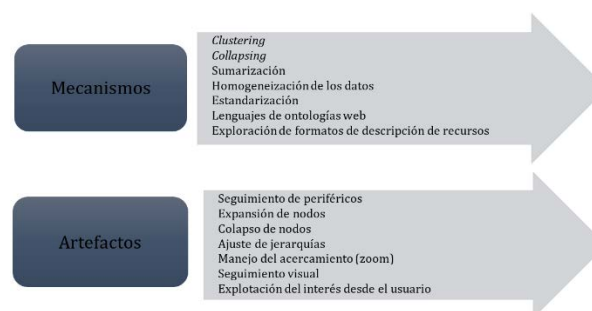 Mecanismos
Clustering
Collapsing
Sumarización
Homogeneización de los datos
Estandarización
Lenguajes de ontologías web
Exploración de formatos de descripción de recursos
Artefactos
Seguimiento de periféricos
Expansión de nodos
Colapso de nodos
Ajuste de jerarquías
Manejo del acercamiento (zoom)
Seguimiento visual
Explotación del interés desde el usuario